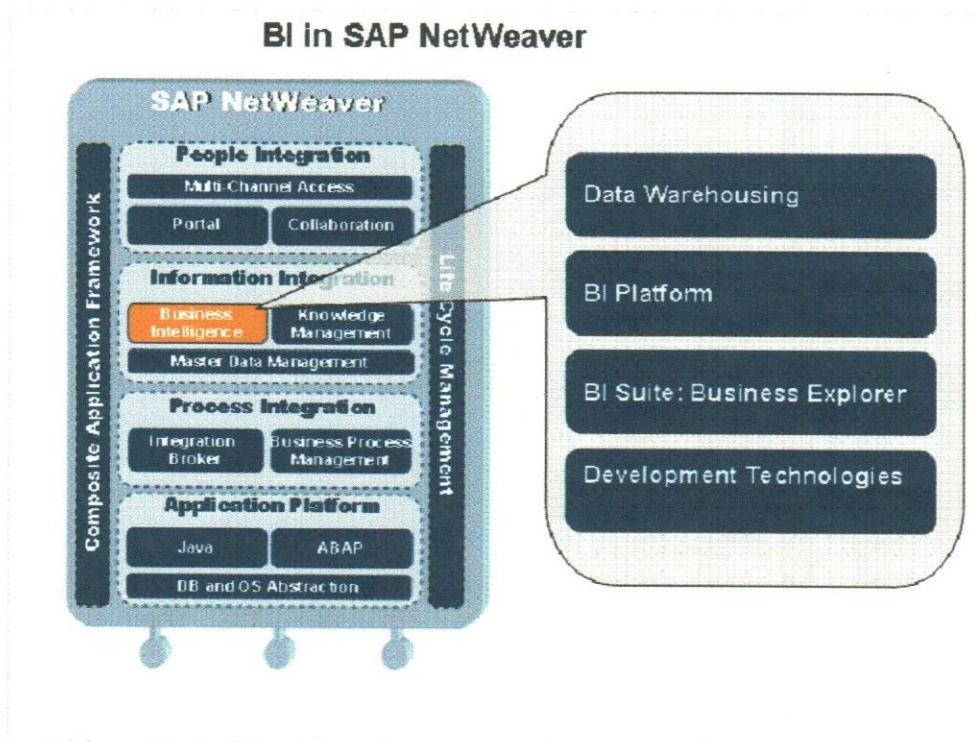 BI in SAP NetWeaver
SAP NetWeaver
Composite Application Framework
Life Cycle Management
People Integration
Multi-Channel Access
Portal
Collaboration
Information Integration
Business
Intelligence
Knowledge
Management
Master Data Management
Process Integration
Integration
Broker
Business Process
Management
Application Platform
Java
ABAP
DB and OS Abstraction
Data Warehousing
BI Platform
BI Suite: Business Explorer
Development Technologies